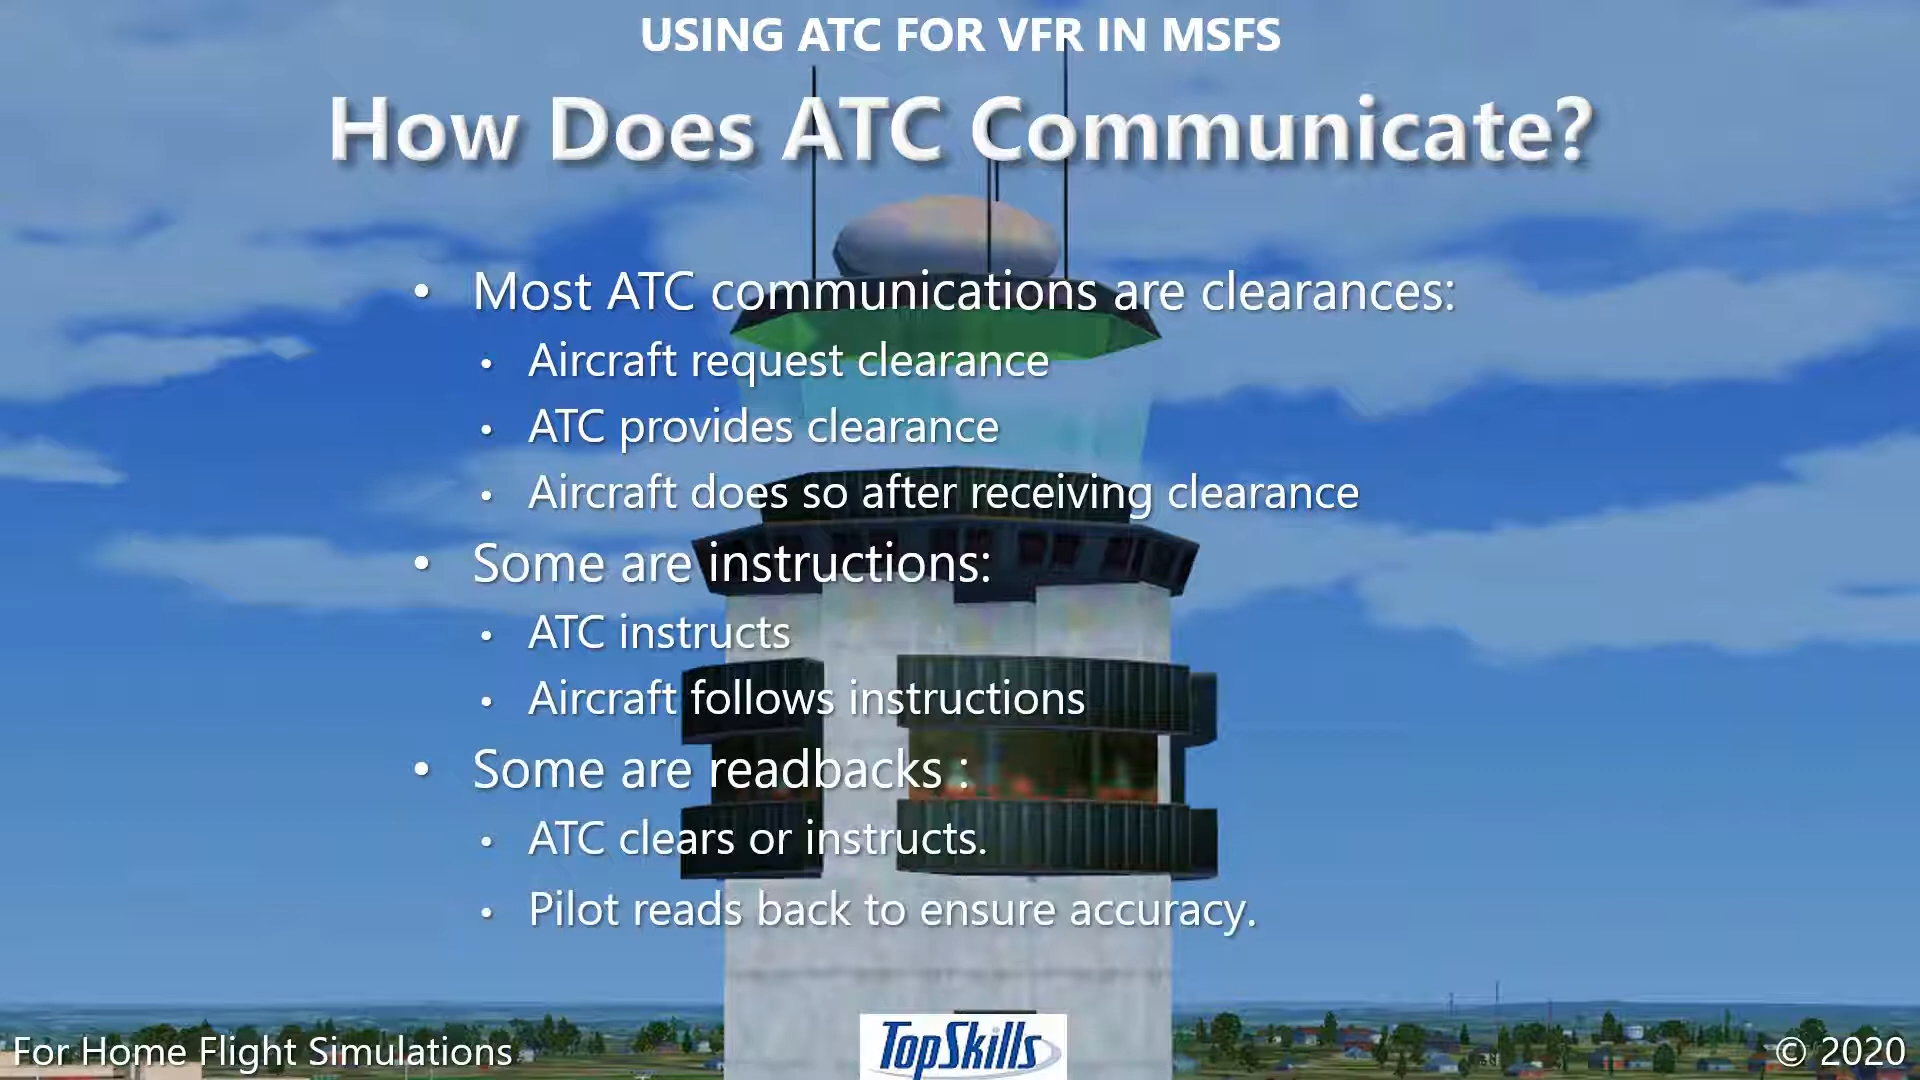 USING ATC FOR VFR IN MSFS
How Does ATC Communicate?
• Most ATC communications are clearances:
• Aircraft request clearance
• ATC provides clearance
• Aircraft does so after receiving clearance
• Some are instructions:
• ATC instructs
• Aircraft follows instructions
• Some are readbacks :
• ATC clears or instructs.
• Pilot reads back to ensure accuracy.
For Home Flight Simulations
TopSkills
© 2020